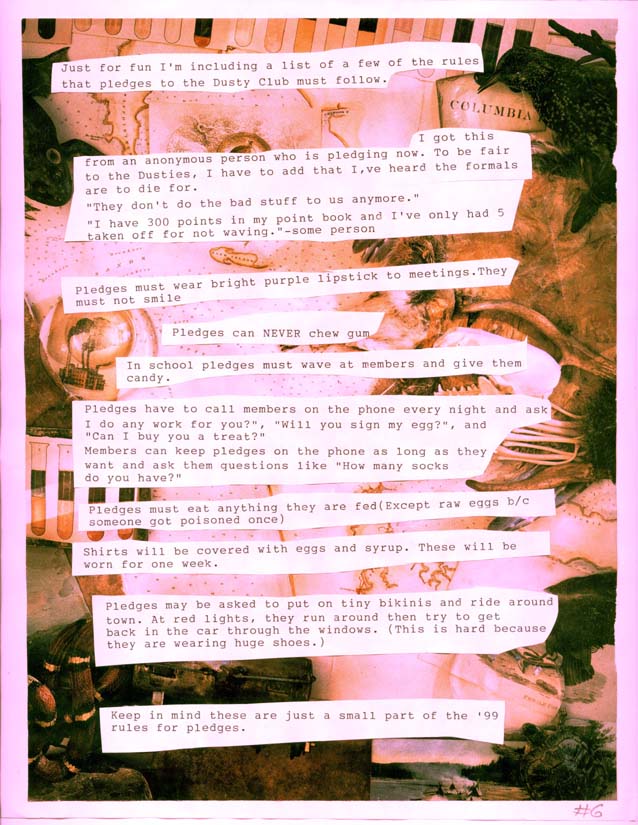 Just for fun I'm including a list of a few of the rules
that pledges to the Dusty Club must follow.
COLUMBIA
I got this
from an anonymous person who is pledging now. To be fair
to the Dusties, I have to add that I,ve heard the formals
are to die for.
"They don't do the bad stuff to us anymore."
"I have 300 points in my point book and I've only had 5
taken off for not waving."-some person
Pledges must wear bright purple lipstick to meetings.They
must not smile
Pledges can NEVER chew gum
In school pledges must wave at members and give them
candy.
Pledges have to call members on the phone every night and ask
I do any work for you?", "Will you sign my egg?", and
"Can I buy you a treat?"
Members can keep pledges on the phone as long as they
want and ask them questions like "How many socks
do you have?"
Pledges must eat anything they are fed(Except raw eggs b/c
someone got poisoned once)
Shirts will be covered with eggs and syrup. These will be
worn for one week.
Pledges may be asked to put on tiny bikinis and ride around
town. At red lights, they run around then try to get
back in the car through the windows. (This is hard because
they are wearing huge shoes.)
Keep in mind these are just a small part of the '99
rules for pledges.
#6